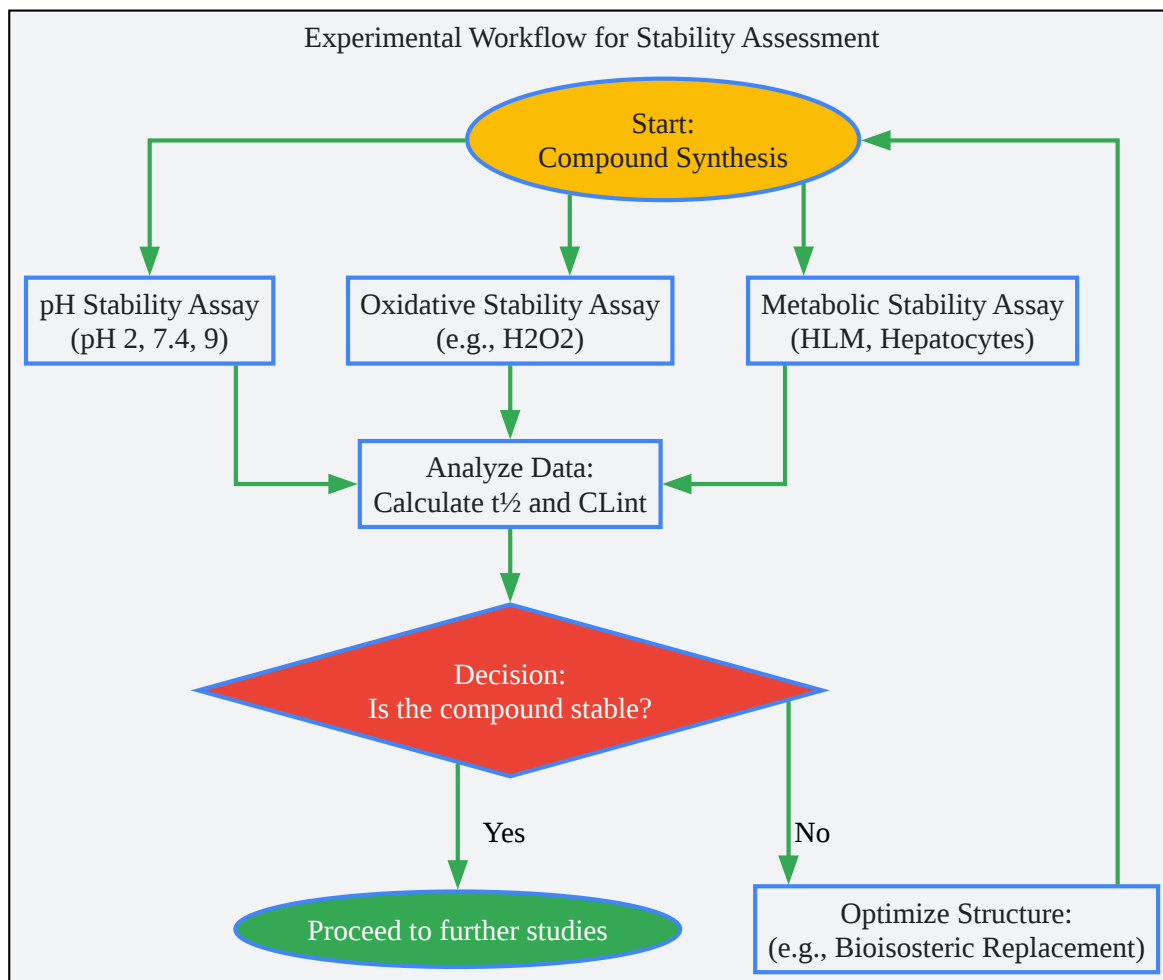 Experimental Workflow for Stability Assessment
Start:
Compound Synthesis
pH Stability Assay
(pH 2, 7.4, 9)
Oxidative Stability Assay
(e.g., H2O2)
Metabolic Stability Assay
(HLM, Hepatocytes)
Analyze Data:
Calculate t½ and CLint
Decision:
Is the compound stable?
Yes
No
Proceed to further studies
Optimize Structure:
(e.g., Bioisosteric Replacement)